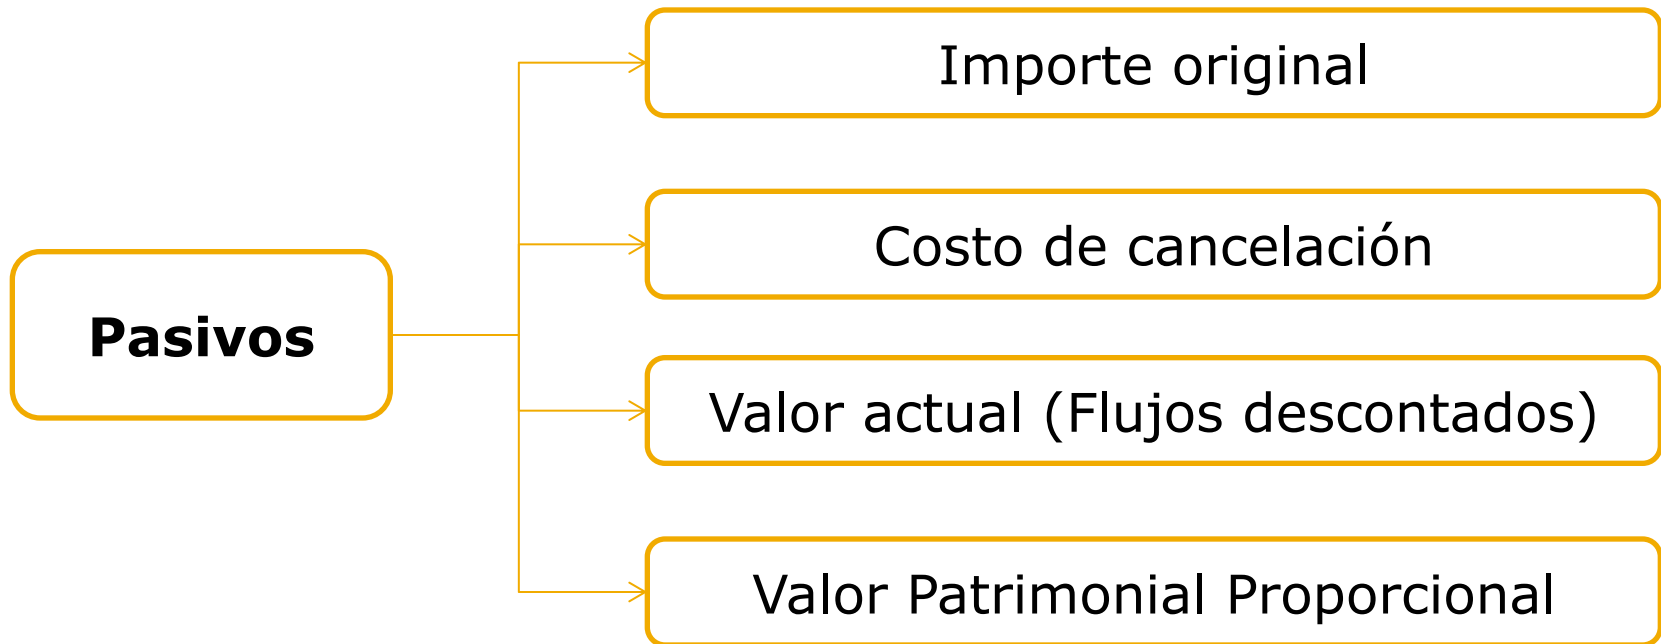 Importe original
Costo de cancelación
Pasivos
Valor actual (Flujos descontados)
Valor Patrimonial Proporcional